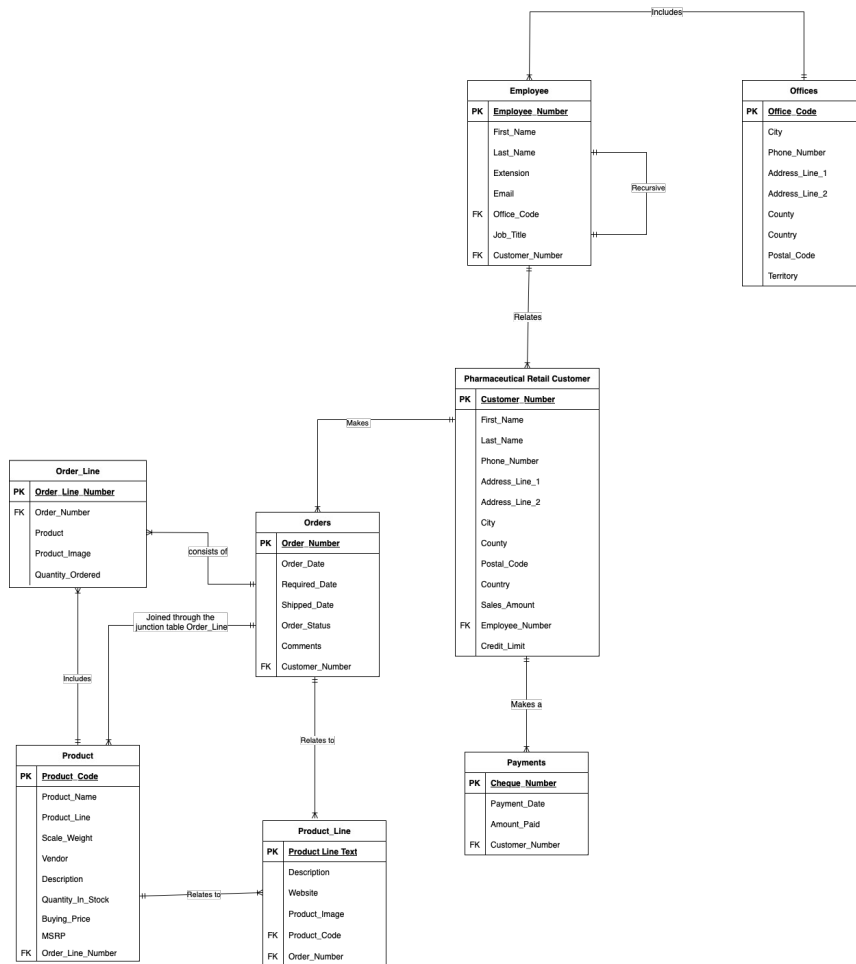 Includes
Employee
PK Employee_Number
First_Name
Last_Name
Extension
Email
FK Office_Code
Job_Title
FK Customer_Number
Recursive
Offices
PK Office_Code
City
Phone_Number
Address_Line_1
Address_Line_2
County
Country
Postal_Code
Territory
Relates
Pharmaceutical Retail Customer
PK Customer_Number
First_Name
Last_Name
Phone_Number
Address_Line_1
Address_Line_2
City
County
Postal_Code
Country
Sales_Amount
FK Employee_Number
Credit_Limit
Makes
Order_Line
PK Order_Line_Number
FK Order_Number
Product
Product_Image
Quantity_Ordered
consists of
Orders
PK Order_Number
Order_Date
Required_Date
Shipped_Date
Order_Status
Comments
FK Customer_Number
Joined through the
junction table Order_Line
Includes
Relates to
Makes a
Payments
PK Cheque_Number
Payment_Date
Amount_Paid
FK Customer_Number
Product
PK Product_Code
Product_Name
Product_Line
Scale_Weight
Vendor
Description
Quantity_In_Stock
Buying_Price
MSRP
FK Order_Line_Number
Relates to
Product_Line
PK Product Line Text
Description
Website
Product_Image
FK Product_Code
FK Order_Number